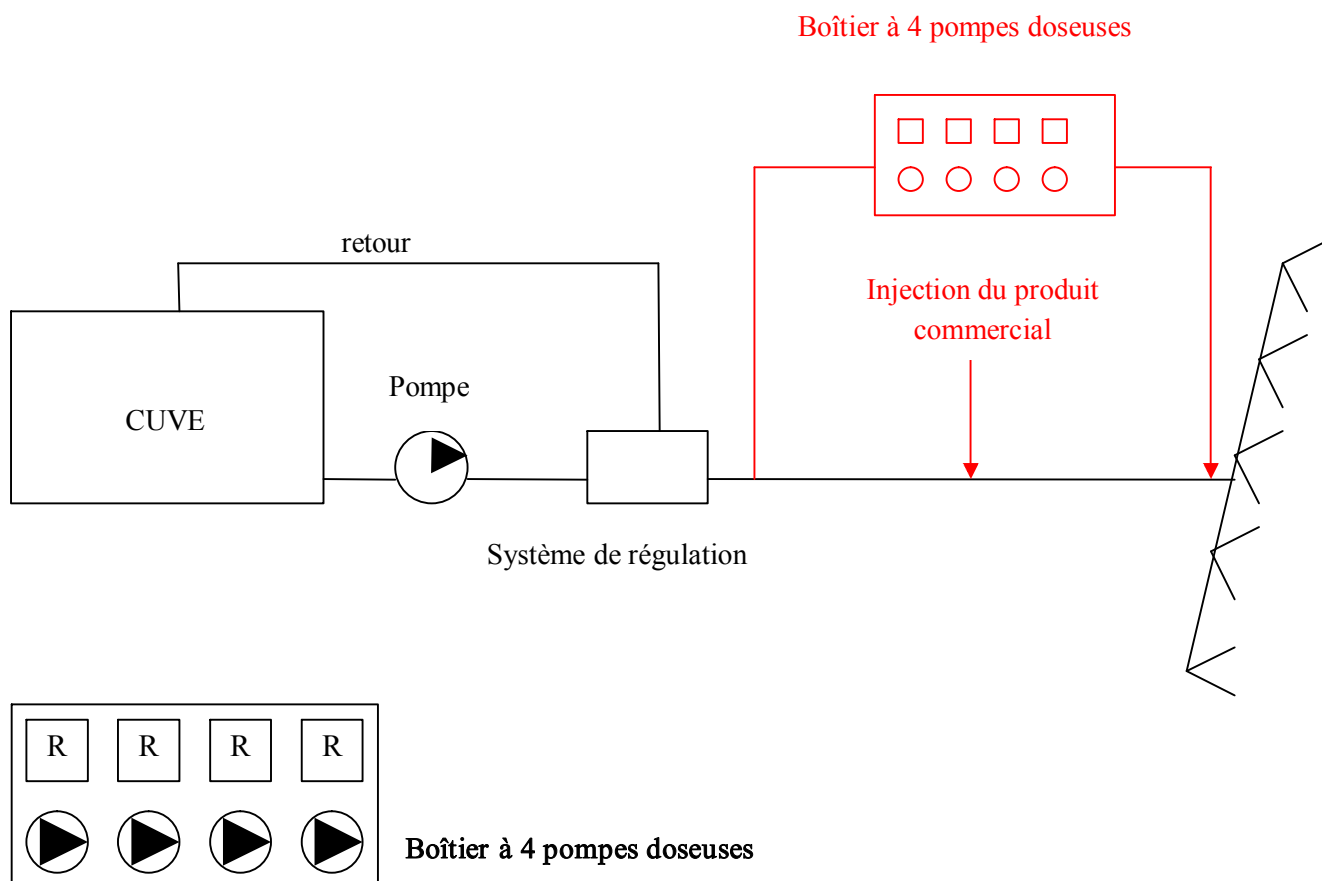 Boîtier à 4 pompes doseuses
retour
Injection du produit
commercial
Pompe
CUVE
Système de régulation
R R R R
Boîtier à 4 pompes doseuses